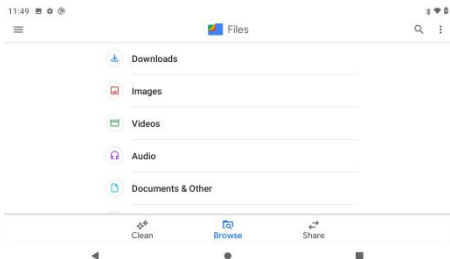 11:49
Files
Downloads
Images
Videos
Audio
Documents & Other
Clean Browse Share